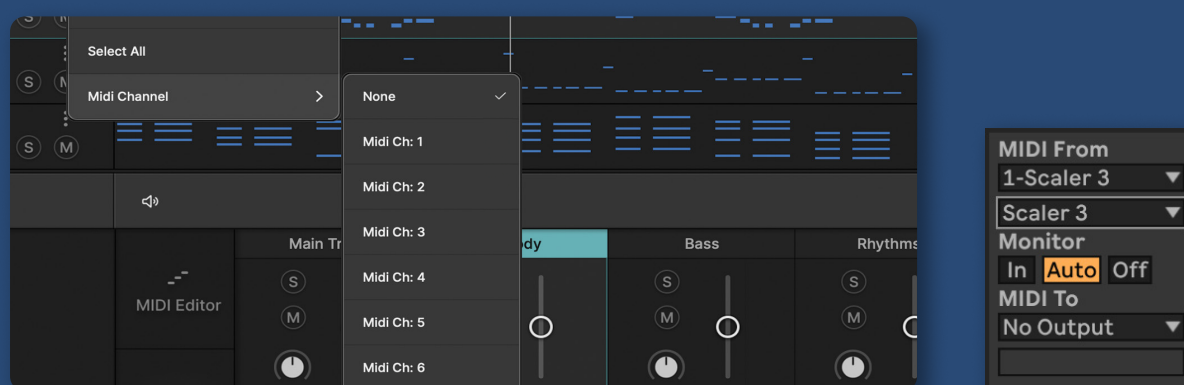 S
M
Select All
S
Midi Channel
None
Midi Ch: 1
S
M
Midi Ch: 2
Midi Ch: 3
Main Tr
Bass
Rhythms
S
S
S
Midi Ch: 4
MIDI Editor
M
M
M
Midi Ch: 5
Midi Ch: 6
MIDI From
1-Scaler 3
Scaler 3
Monitor
In Auto Off
MIDI To
No Output